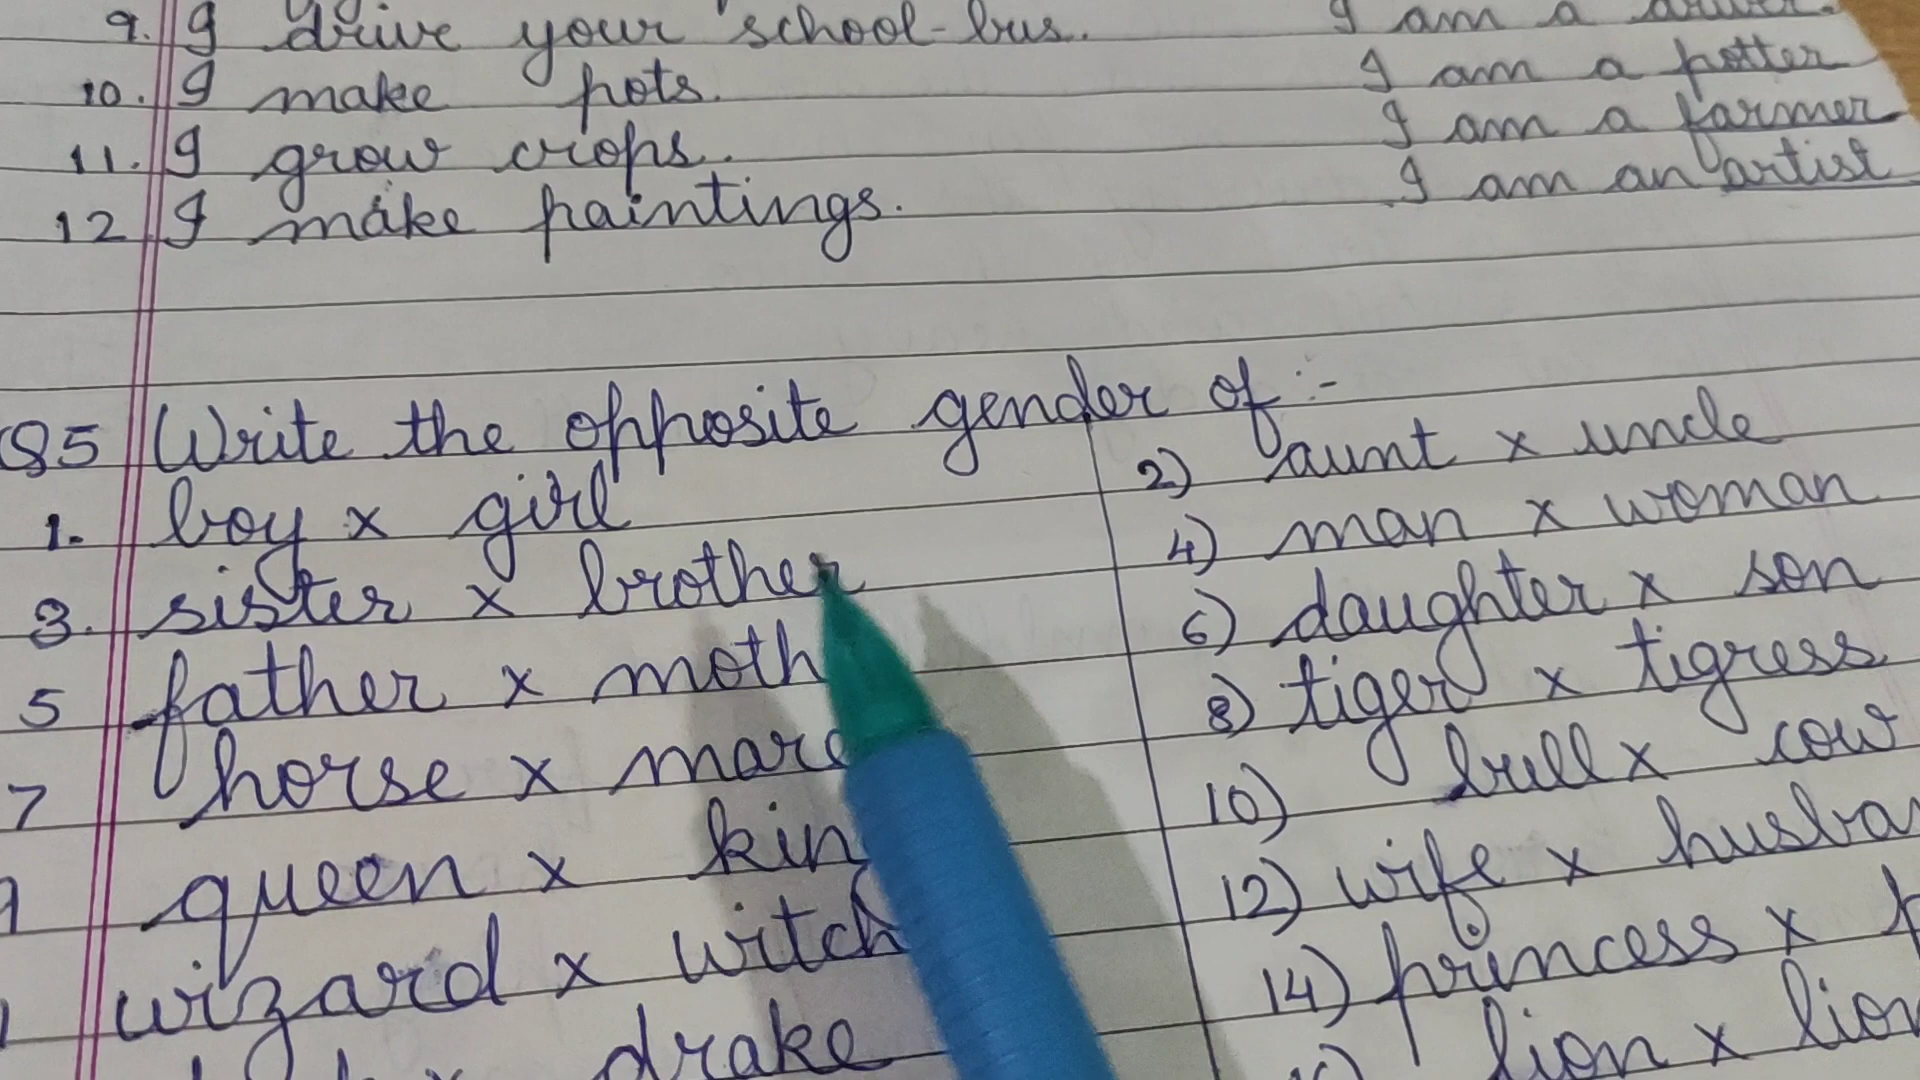 9. I drive your school-bus. I am a driver.
10. I make pots. I am a potter
11. I grow crops. I am a farmer
12 I make paintings. I am an artist
Q5 Write the opposite gender of :-
1. boy x girl 2) aunt x uncle
3. sister x brother 4) man x woman
5 father x moth 6) daughter x son
7 horse x mare 8) tiger x tigress
9 queen x kin 10) bull x cow
wizard x witch 12) wife x husba
drake 14) princess x
lion x lion